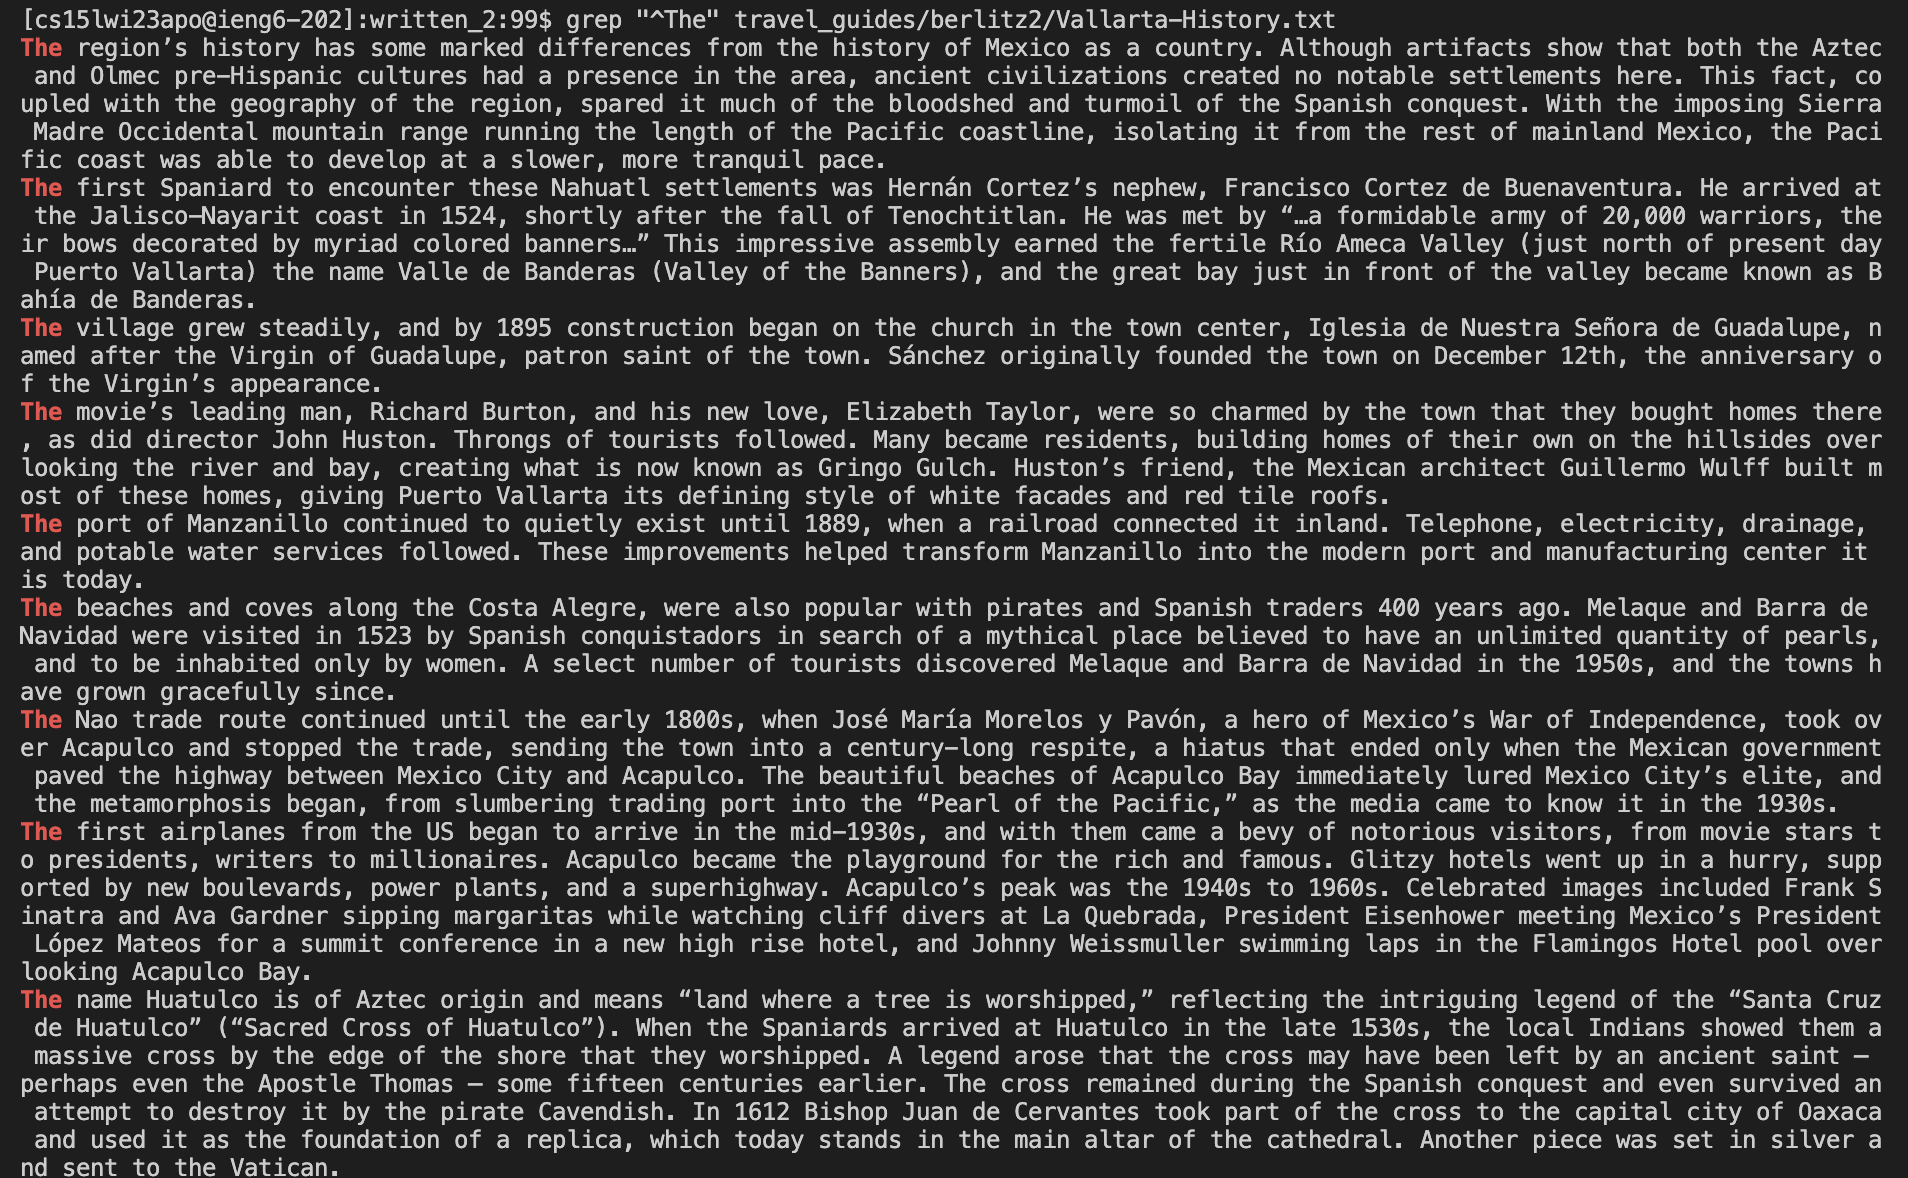 [cs15lwi23apo@ieng6-202]:written_2:99$ grep "^The" travel_guides/berlitz2/Vallarta-History.txt
The region’s history has some marked differences from the history of Mexico as a country. Although artifacts show that both the Aztec
 and Olmec pre-Hispanic cultures had a presence in the area, ancient civilizations created no notable settlements here. This fact, co
upled with the geography of the region, spared it much of the bloodshed and turmoil of the Spanish conquest. With the imposing Sierra
 Madre Occidental mountain range running the length of the Pacific coastline, isolating it from the rest of mainland Mexico, the Paci
fic coast was able to develop at a slower, more tranquil pace.
The first Spaniard to encounter these Nahuatl settlements was Hernán Cortez’s nephew, Francisco Cortez de Buenaventura. He arrived at
 the Jalisco-Nayarit coast in 1524, shortly after the fall of Tenochtitlan. He was met by “…a formidable army of 20,000 warriors, the
ir bows decorated by myriad colored banners…” This impressive assembly earned the fertile Río Ameca Valley (just north of present day
 Puerto Vallarta) the name Valle de Banderas (Valley of the Banners), and the great bay just in front of the valley became known as B
ahía de Banderas.
The village grew steadily, and by 1895 construction began on the church in the town center, Iglesia de Nuestra Señora de Guadalupe, n
amed after the Virgin of Guadalupe, patron saint of the town. Sánchez originally founded the town on December 12th, the anniversary o
f the Virgin’s appearance.
The movie’s leading man, Richard Burton, and his new love, Elizabeth Taylor, were so charmed by the town that they bought homes there
, as did director John Huston. Throngs of tourists followed. Many became residents, building homes of their own on the hillsides over
looking the river and bay, creating what is now known as Gringo Gulch. Huston’s friend, the Mexican architect Guillermo Wulff built m
ost of these homes, giving Puerto Vallarta its defining style of white facades and red tile roofs.
The port of Manzanillo continued to quietly exist until 1889, when a railroad connected it inland. Telephone, electricity, drainage,
and potable water services followed. These improvements helped transform Manzanillo into the modern port and manufacturing center it
is today.
The beaches and coves along the Costa Alegre, were also popular with pirates and Spanish traders 400 years ago. Melaque and Barra de
Navidad were visited in 1523 by Spanish conquistadors in search of a mythical place believed to have an unlimited quantity of pearls,
 and to be inhabited only by women. A select number of tourists discovered Melaque and Barra de Navidad in the 1950s, and the towns h
ave grown gracefully since.
The Nao trade route continued until the early 1800s, when José María Morelos y Pavón, a hero of Mexico’s War of Independence, took ov
er Acapulco and stopped the trade, sending the town into a century-long respite, a hiatus that ended only when the Mexican government
 paved the highway between Mexico City and Acapulco. The beautiful beaches of Acapulco Bay immediately lured Mexico City’s elite, and
 the metamorphosis began, from slumbering trading port into the “Pearl of the Pacific,” as the media came to know it in the 1930s.
The first airplanes from the US began to arrive in the mid-1930s, and with them came a bevy of notorious visitors, from movie stars t
o presidents, writers to millionaires. Acapulco became the playground for the rich and famous. Glitzy hotels went up in a hurry, supp
orted by new boulevards, power plants, and a superhighway. Acapulco’s peak was the 1940s to 1960s. Celebrated images included Frank S
inatra and Ava Gardner sipping margaritas while watching cliff divers at La Quebrada, President Eisenhower meeting Mexico’s President
 López Mateos for a summit conference in a new high rise hotel, and Johnny Weissmuller swimming laps in the Flamingos Hotel pool over
looking Acapulco Bay.
The name Huatulco is of Aztec origin and means “land where a tree is worshipped,” reflecting the intriguing legend of the “Santa Cruz
 de Huatulco” (“Sacred Cross of Huatulco”). When the Spaniards arrived at Huatulco in the late 1530s, the local Indians showed them a
 massive cross by the edge of the shore that they worshipped. A legend arose that the cross may have been left by an ancient saint —
perhaps even the Apostle Thomas — some fifteen centuries earlier. The cross remained during the Spanish conquest and even survived an
 attempt to destroy it by the pirate Cavendish. In 1612 Bishop Juan de Cervantes took part of the cross to the capital city of Oaxaca
 and used it as the foundation of a replica, which today stands in the main altar of the cathedral. Another piece was set in silver a
nd sent to the Vatican.